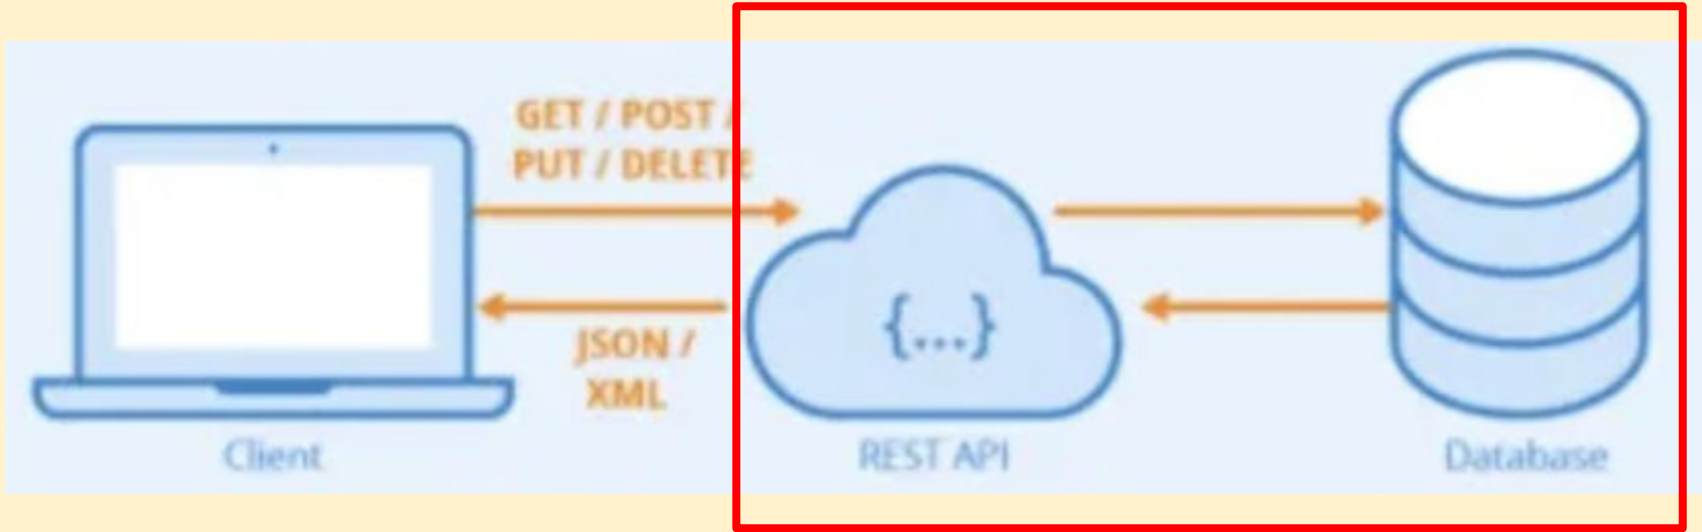 GET / POST /
PUT / DELETE
JSON /
XML
{...}
Client
REST API
Database